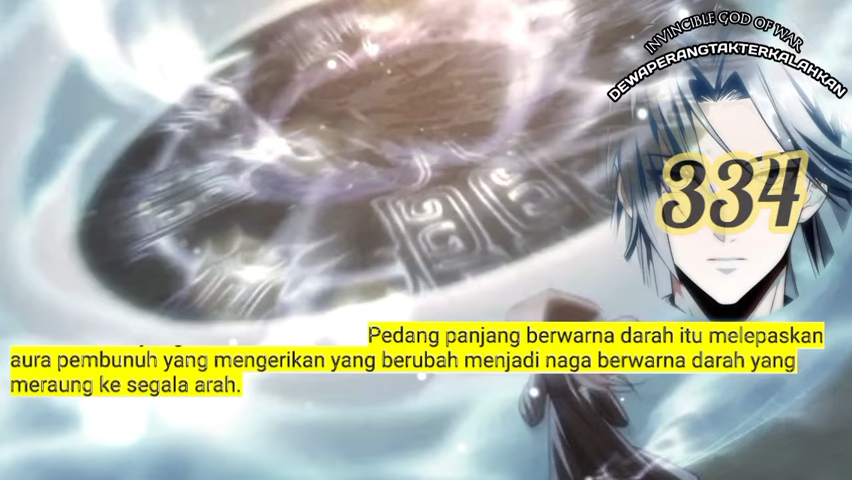 INVINCIBLE GOD OF WAR
DEWAPERANGTAKTERKALAHKAN
334
Pedang panjang berwarna darah itu melepaskan
aura pembunuh yang mengerikan yang berubah menjadi naga berwarna darah yang
meraung ke segala arah.